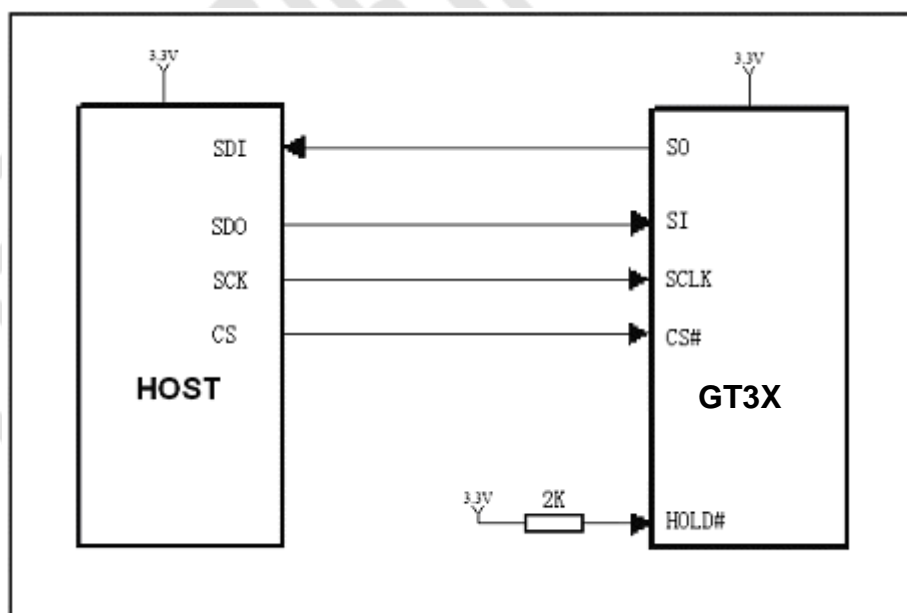 3.3V
3.3V
SDI
SO
SDO
SI
SCK
SCLK
CS
CS#
HOST
GT3X
3.3V
2K
HOLD#